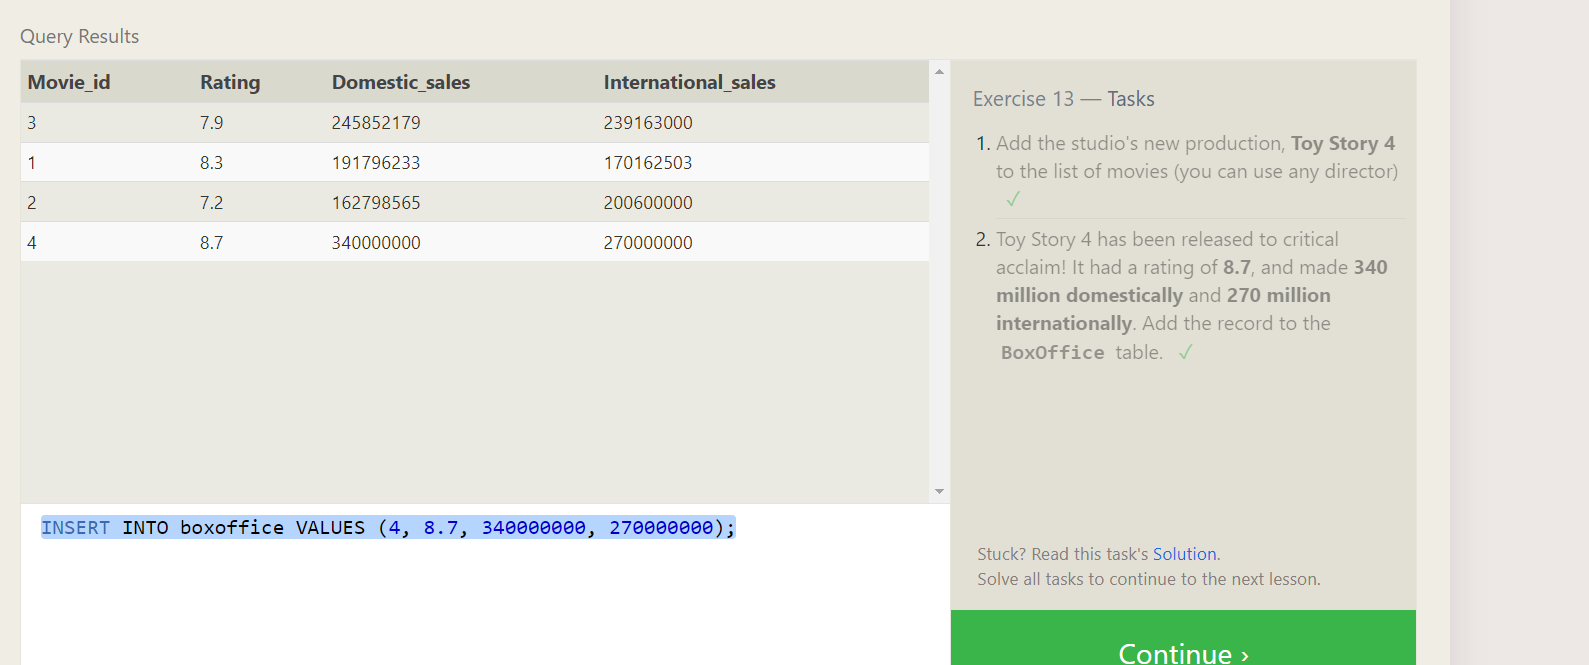 Query Results
Movie_id Rating Domestic_sales International_sales
3 7.9 245852179 239163000
1 8.3 191796233 170162503
2 7.2 162798565 200600000
4 8.7 340000000 270000000
INSERT INTO boxoffice VALUES (4, 8.7, 340000000, 270000000);
Exercise 13 — Tasks
1. Add the studio's new production, Toy Story 4
to the list of movies (you can use any director)
✓
2. Toy Story 4 has been released to critical
acclaim! It had a rating of 8.7, and made 340
million domestically and 270 million
internationally. Add the record to the
BoxOffice table. ✓
Stuck? Read this task's Solution.
Solve all tasks to continue to the next lesson.
Continue ›